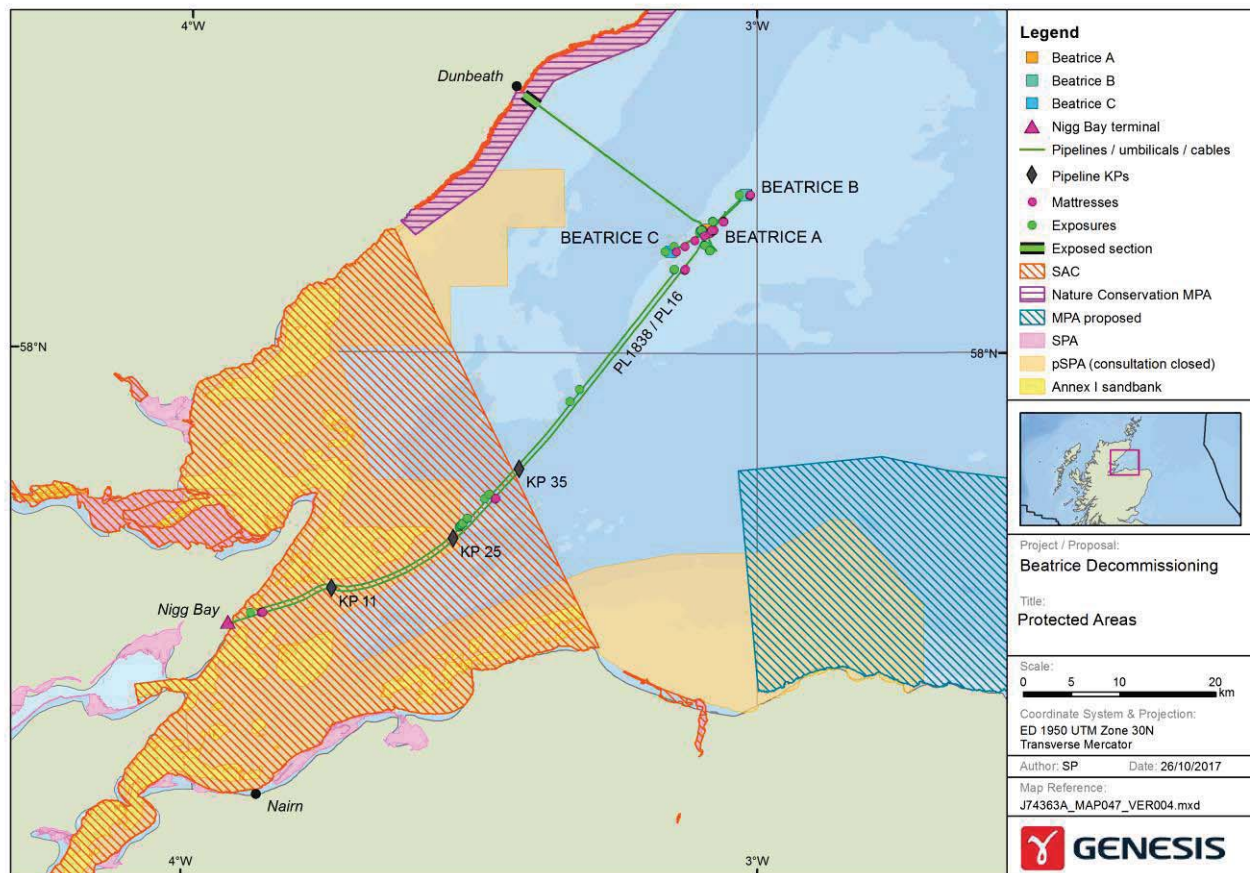 4°W
3°W
Dunbeath
BEATRICE B
BEATRICE C
BEATRICE A
PL1838 / PL16
58°N
58°N
KP 35
KP 25
KP 11
Nigg Bay
Nairn
4°W
3°W
Legend
Beatrice A
Beatrice B
Beatrice C
Nigg Bay terminal
Pipelines / umbilicals / cables
Pipeline KPs
Mattresses
Exposures
Exposed section
SAC
Nature Conservation MPA
MPA proposed
SPA
pSPA (consultation closed)
Annex I sandbank
Project / Proposal:
Beatrice Decommissioning
Title:
Protected Areas
Scale:
0 5 10 20
km
Coordinate System & Projection:
ED 1950 UTM Zone 30N
Transverse Mercator
Author: SP Date: 26/10/2017
Map Reference:
J74363A_MAP047_VER004.mxd
GENESIS